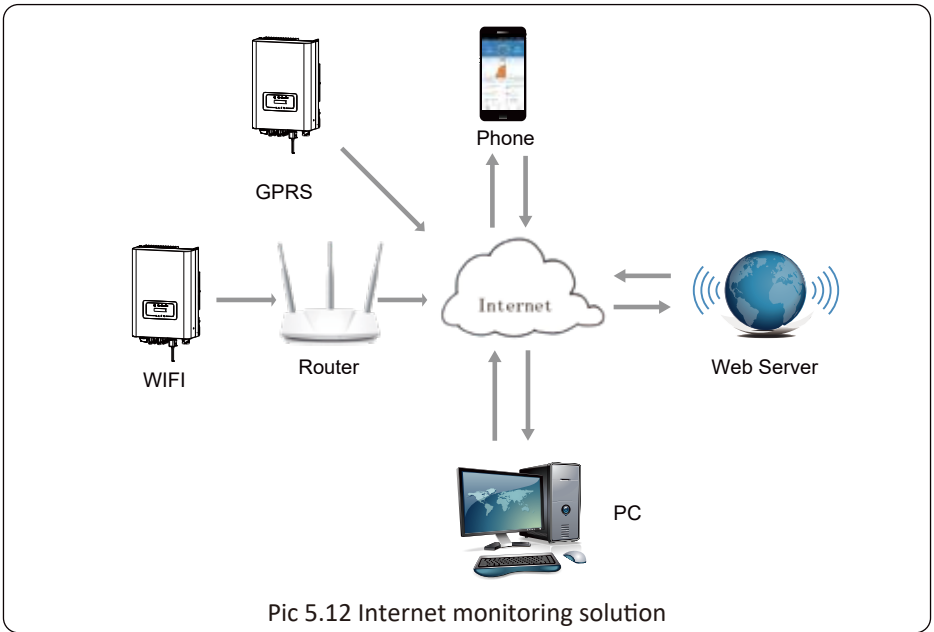 Phone
GPRS
Internet
WIFI
Router
Web Server
PC
Pic 5.12 Internet monitoring solution